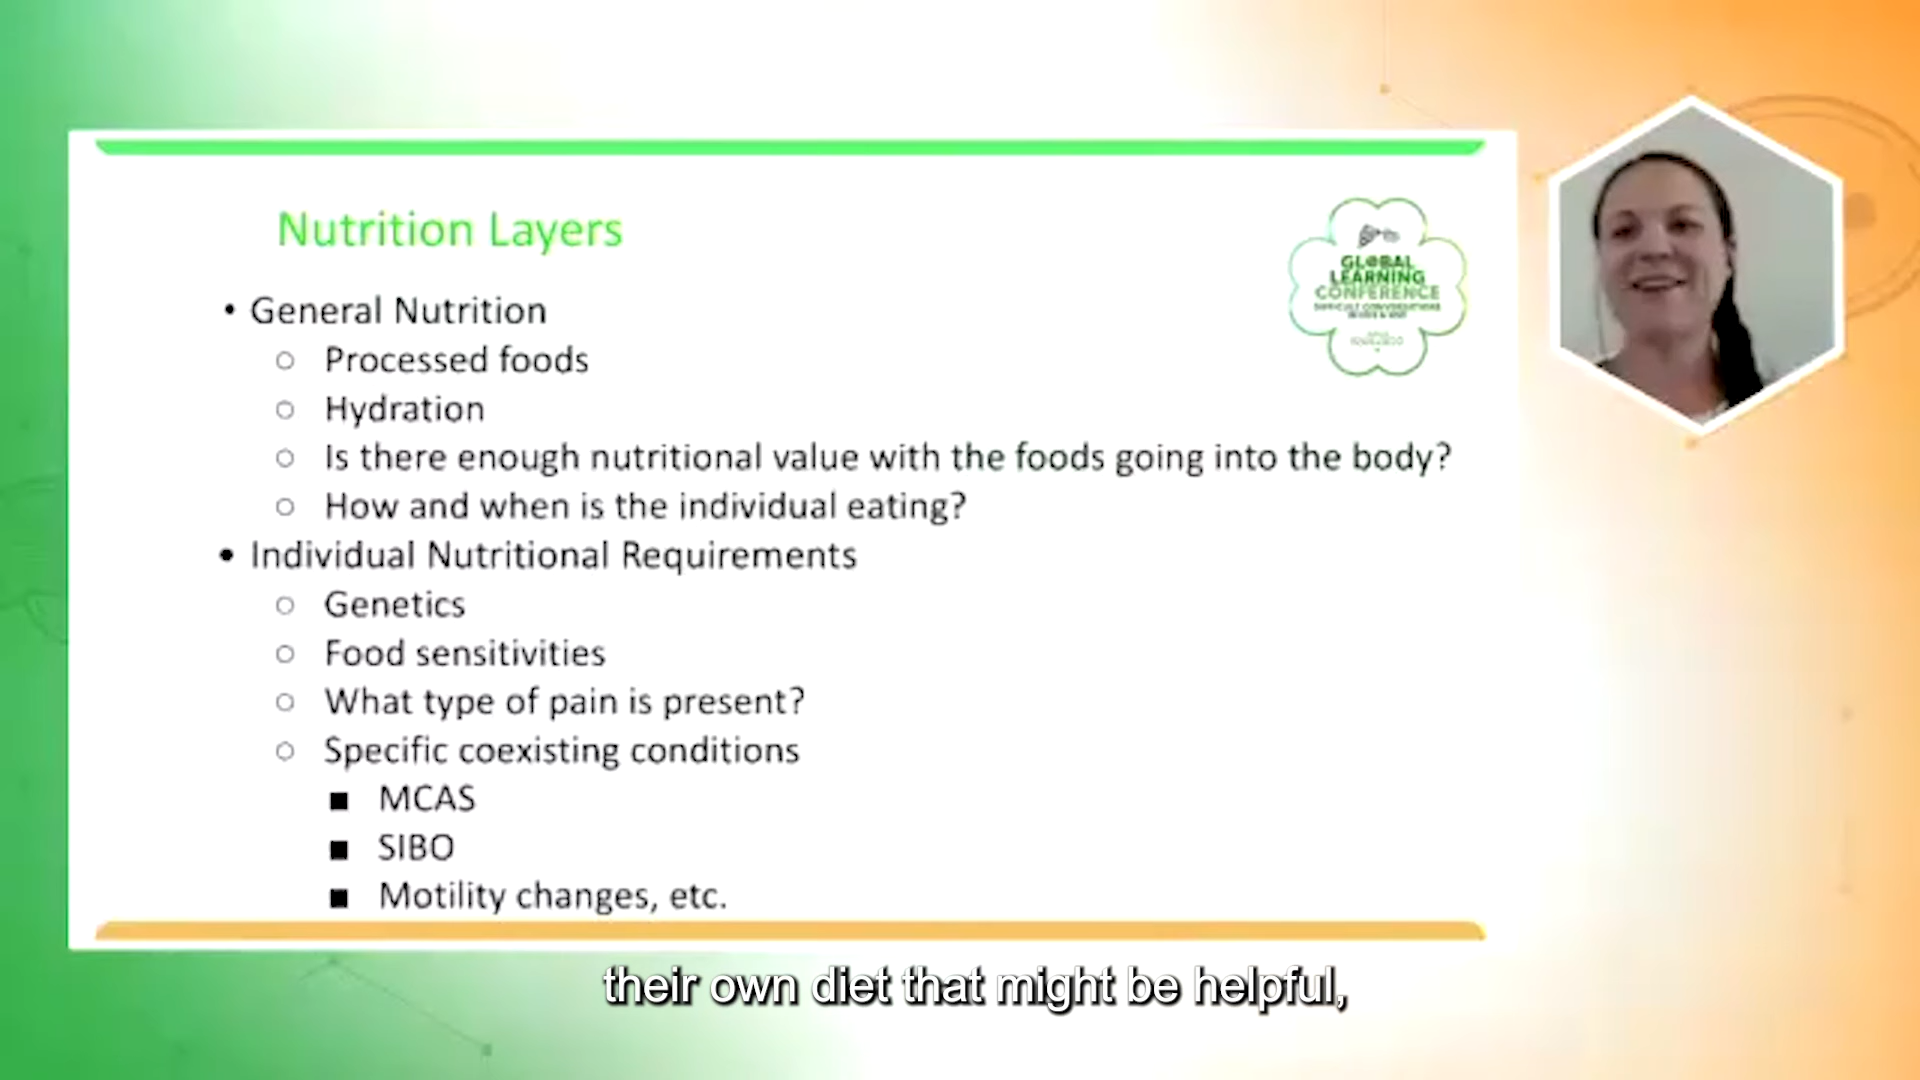 Nutrition Layers
GL@BAL
LEARNING
CONFERENCE
• General Nutrition
○ Processed foods
○ Hydration
○ Is there enough nutritional value with the foods going into the body?
○ How and when is the individual eating?
• Individual Nutritional Requirements
○ Genetics
○ Food sensitivities
○ What type of pain is present?
○ Specific coexisting conditions
■ MCAS
■ SIBO
■ Motility changes, etc.
their own diet that might be helpful,